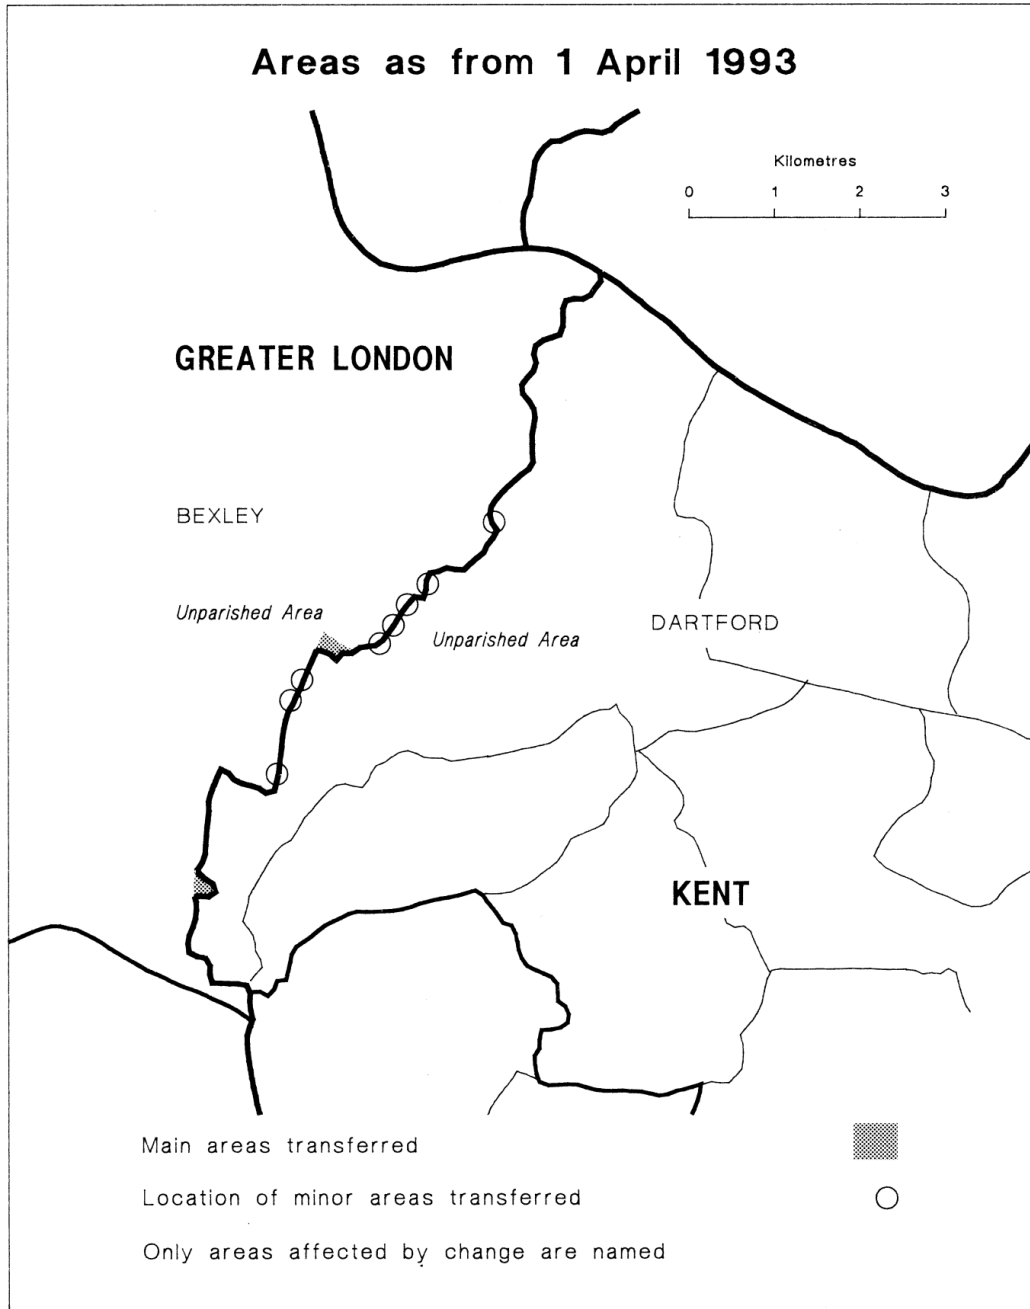 Areas as from 1 April 1993
Kilometres
0 1 2 3
GREATER LONDON
BEXLEY
Unparished Area
Unparished Area
DARTFORD
KENT
Main areas transferred
Location of minor areas transferred
Only areas affected by change are named